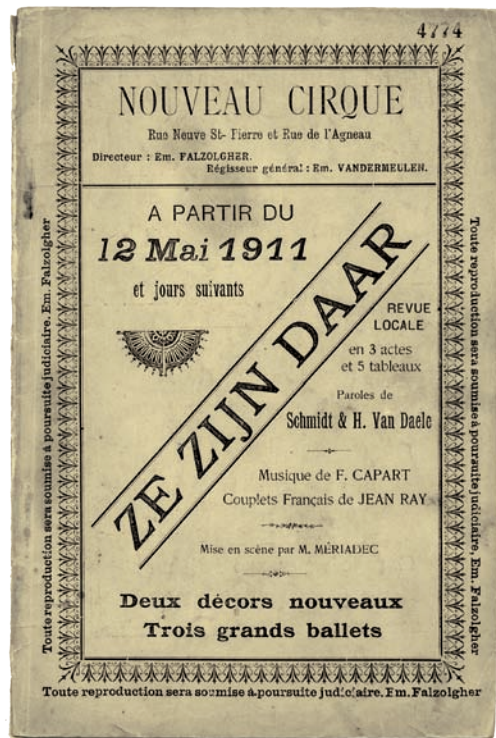 4774
NOUVEAU CIRQUE
Rue Neuve St- Pierre et Rue de l'Agneau
Directeur : Em. FALZOLGHER.
Régisseur général : Em. VANDERMEULEN.
A PARTIR DU
12 Mai 1911
et jours suivants
ZE ZIJN DAAR
REVUE
LOCALE
en 3 actes
et 5 tableaux
Paroles de
Schmidt & H. Van Daele
Musique de F. CAPART
Couplets Français de JEAN RAY
Mise en scène par M. MÉRIADEC
Deux décors nouveaux
Trois grands ballets
Toute reproduction sera soumise à poursuite judiciaire. Em. Falzolgher
Toute reproduction sera soumise à poursuite judiciaire, Em. Falzolgher
Toute reproduction sera soumise à poursuite judiciaire. Em. Falzolgher